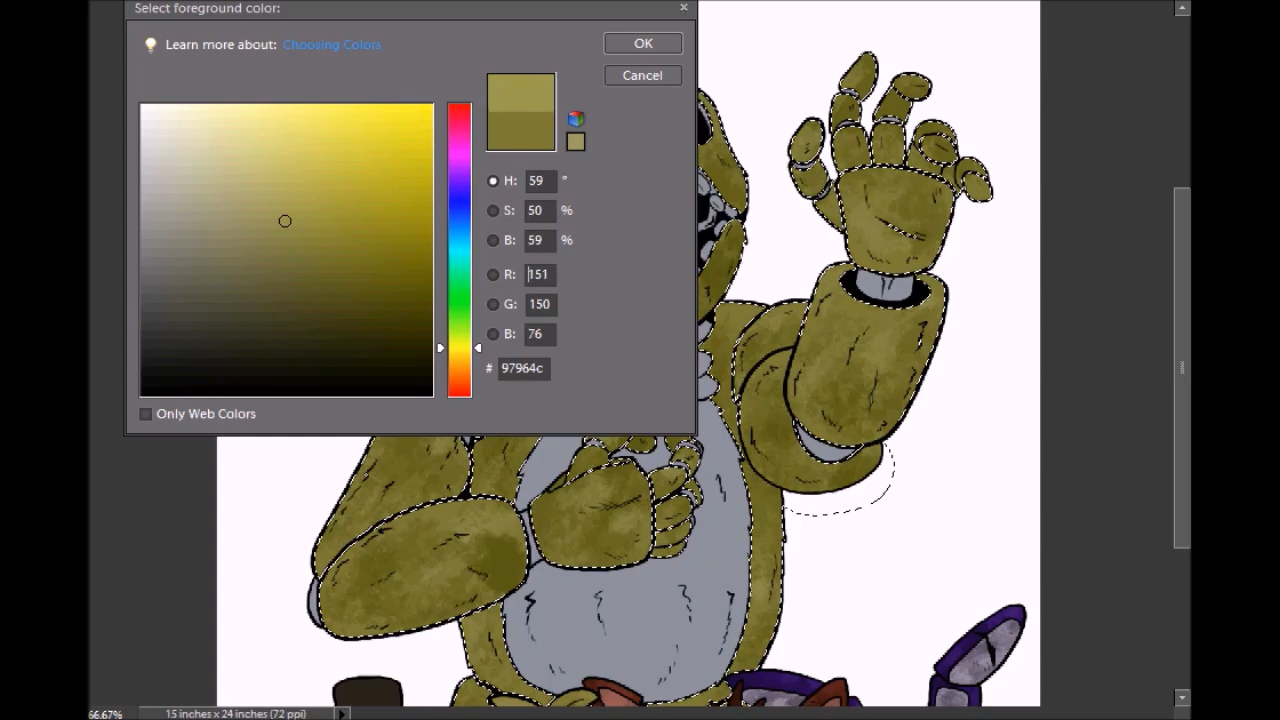 Select foreground color:
Learn more about: Choosing Colors
OK
Cancel
H: 59 °
S: 50 %
B: 59 %
R: 151
G: 150
B: 76
# 97964c
Only Web Colors
66.67% 15 inches x 24 inches (72 ppi)